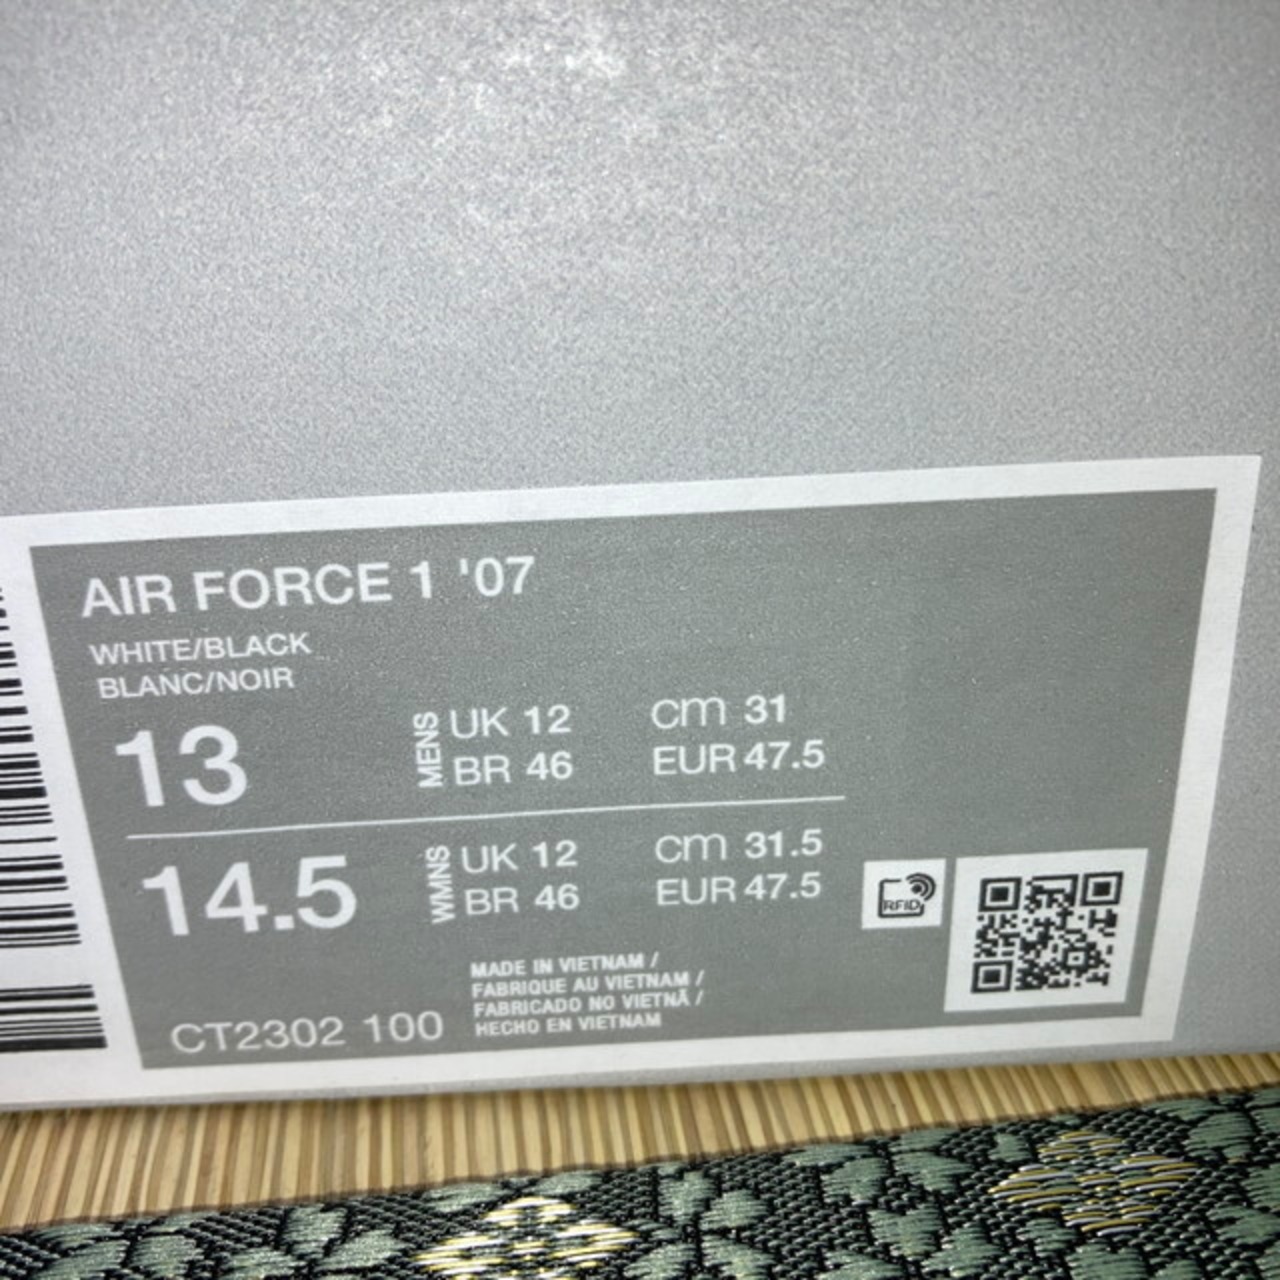 AIR FORCE 1 '07
WHITE/BLACK
BLANC/NOIR
13
MENS
UK 12
cm 31
BR 46
EUR 47.5
14.5
WMNS
UK 12
cm 31.5
BR 46
EUR 47.5
RFID
MADE IN VIETNAM /
FABRIQUE AU VIETNAM /
FABRICADO NO VIETNÃ /
HECHO EN VIETNAM
CT2302 100